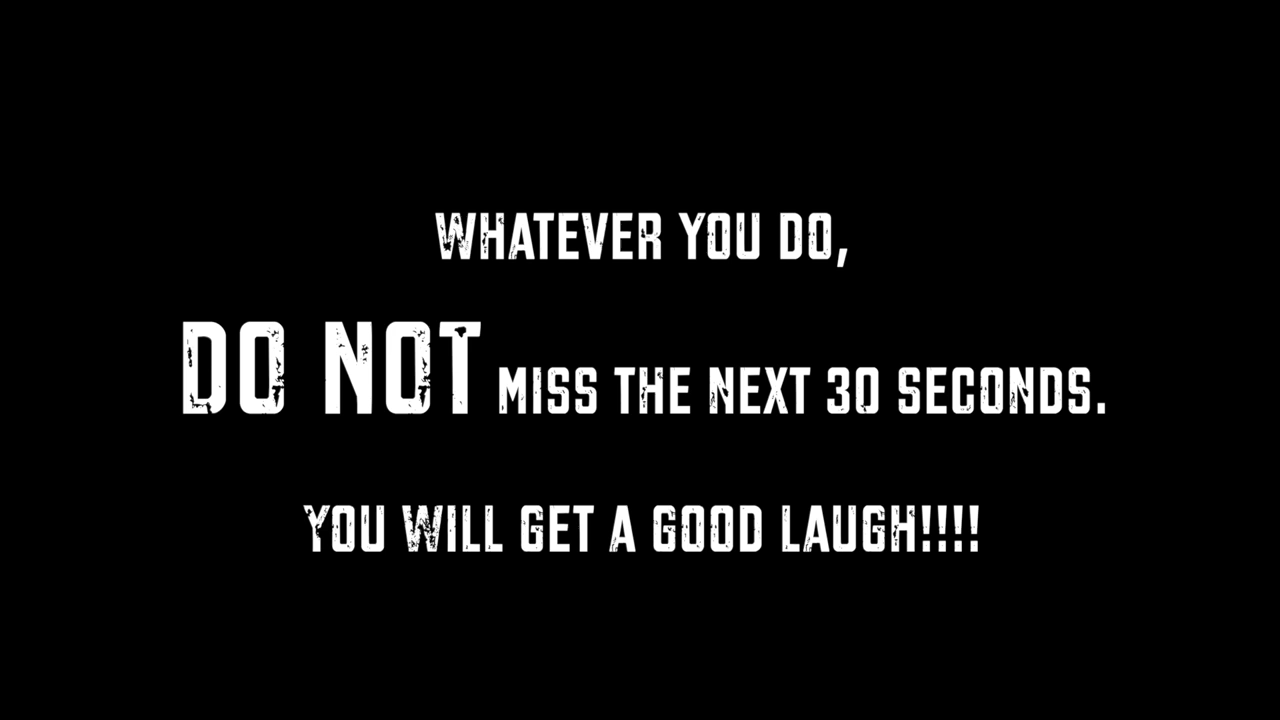 WHATEVER YOU DO,
DO NOT MISS THE NEXT 30 SECONDS.
YOU WILL GET A GOOD LAUGH!!!!